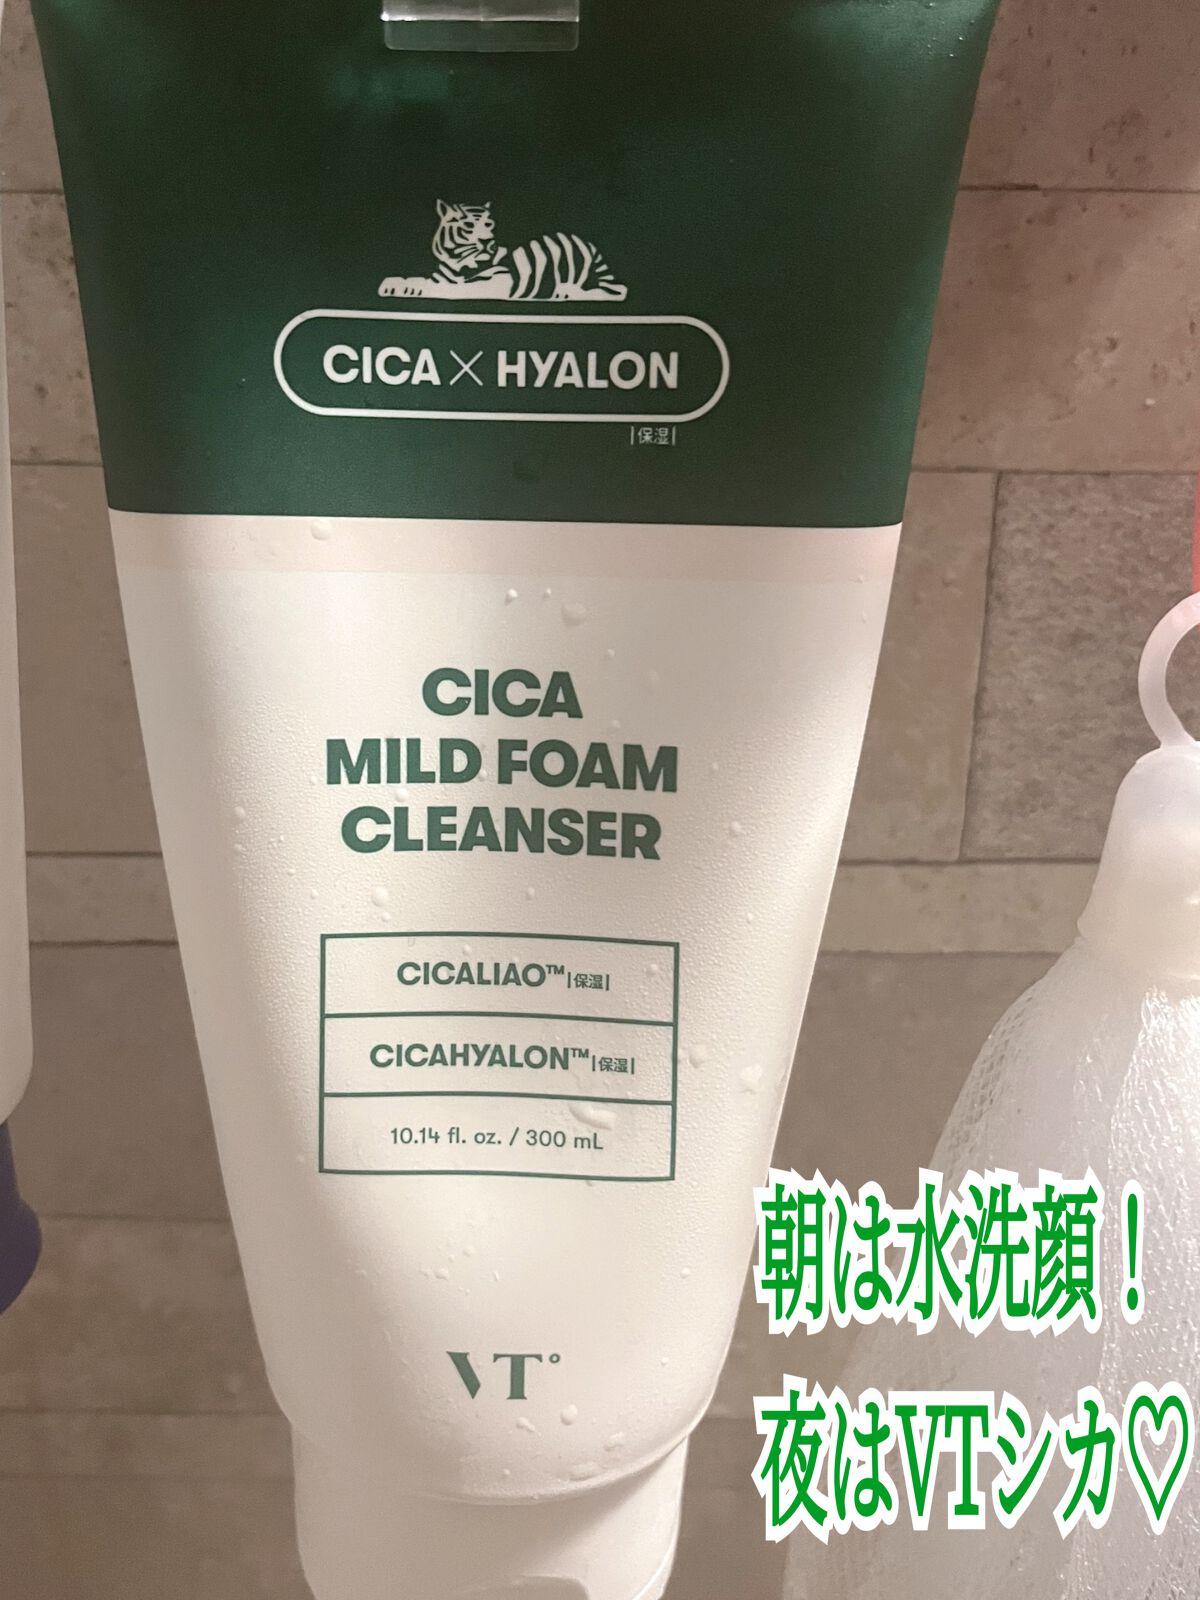 CICA×HYALON
|保湿|
CICA
MILD FOAM
CLEANSER
CICALIAO™|保湿|
CICAHYALON™|保湿|
10.14 fl. oz. / 300 mL
VT°
朝は水洗顔！
夜はVTシカ♡